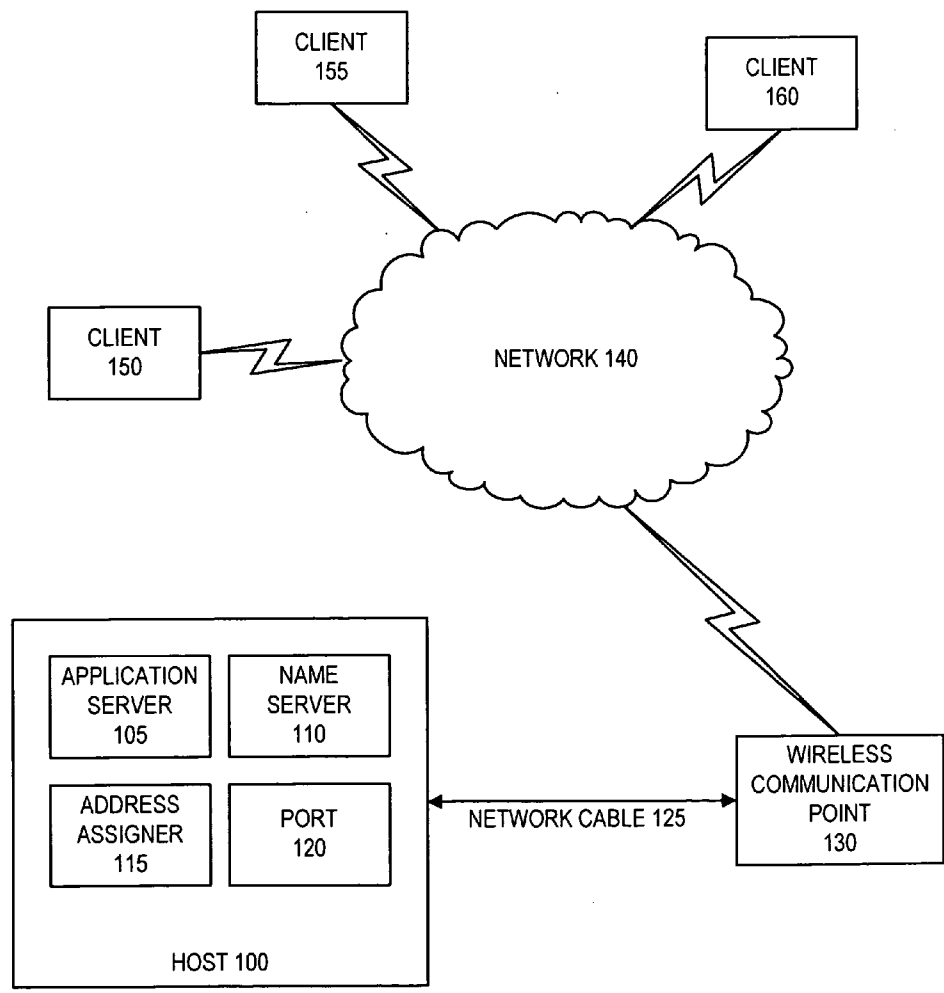 CLIENT
155
CLIENT
160
CLIENT
150
NETWORK 140
APPLICATION
SERVER
105
NAME
SERVER
110
ADDRESS
ASSIGNER
115
PORT
120
HOST 100
NETWORK CABLE 125
WIRELESS
COMMUNICATION
POINT
130